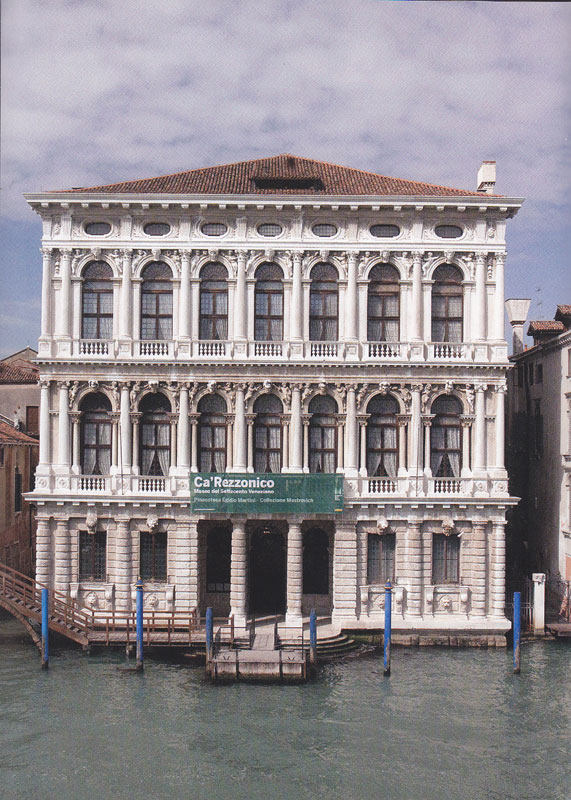 Ca'Rezzonico
Museo del Settecento Veneziano
Pinacoteca Egidio Martini - Collezione Mestrovich